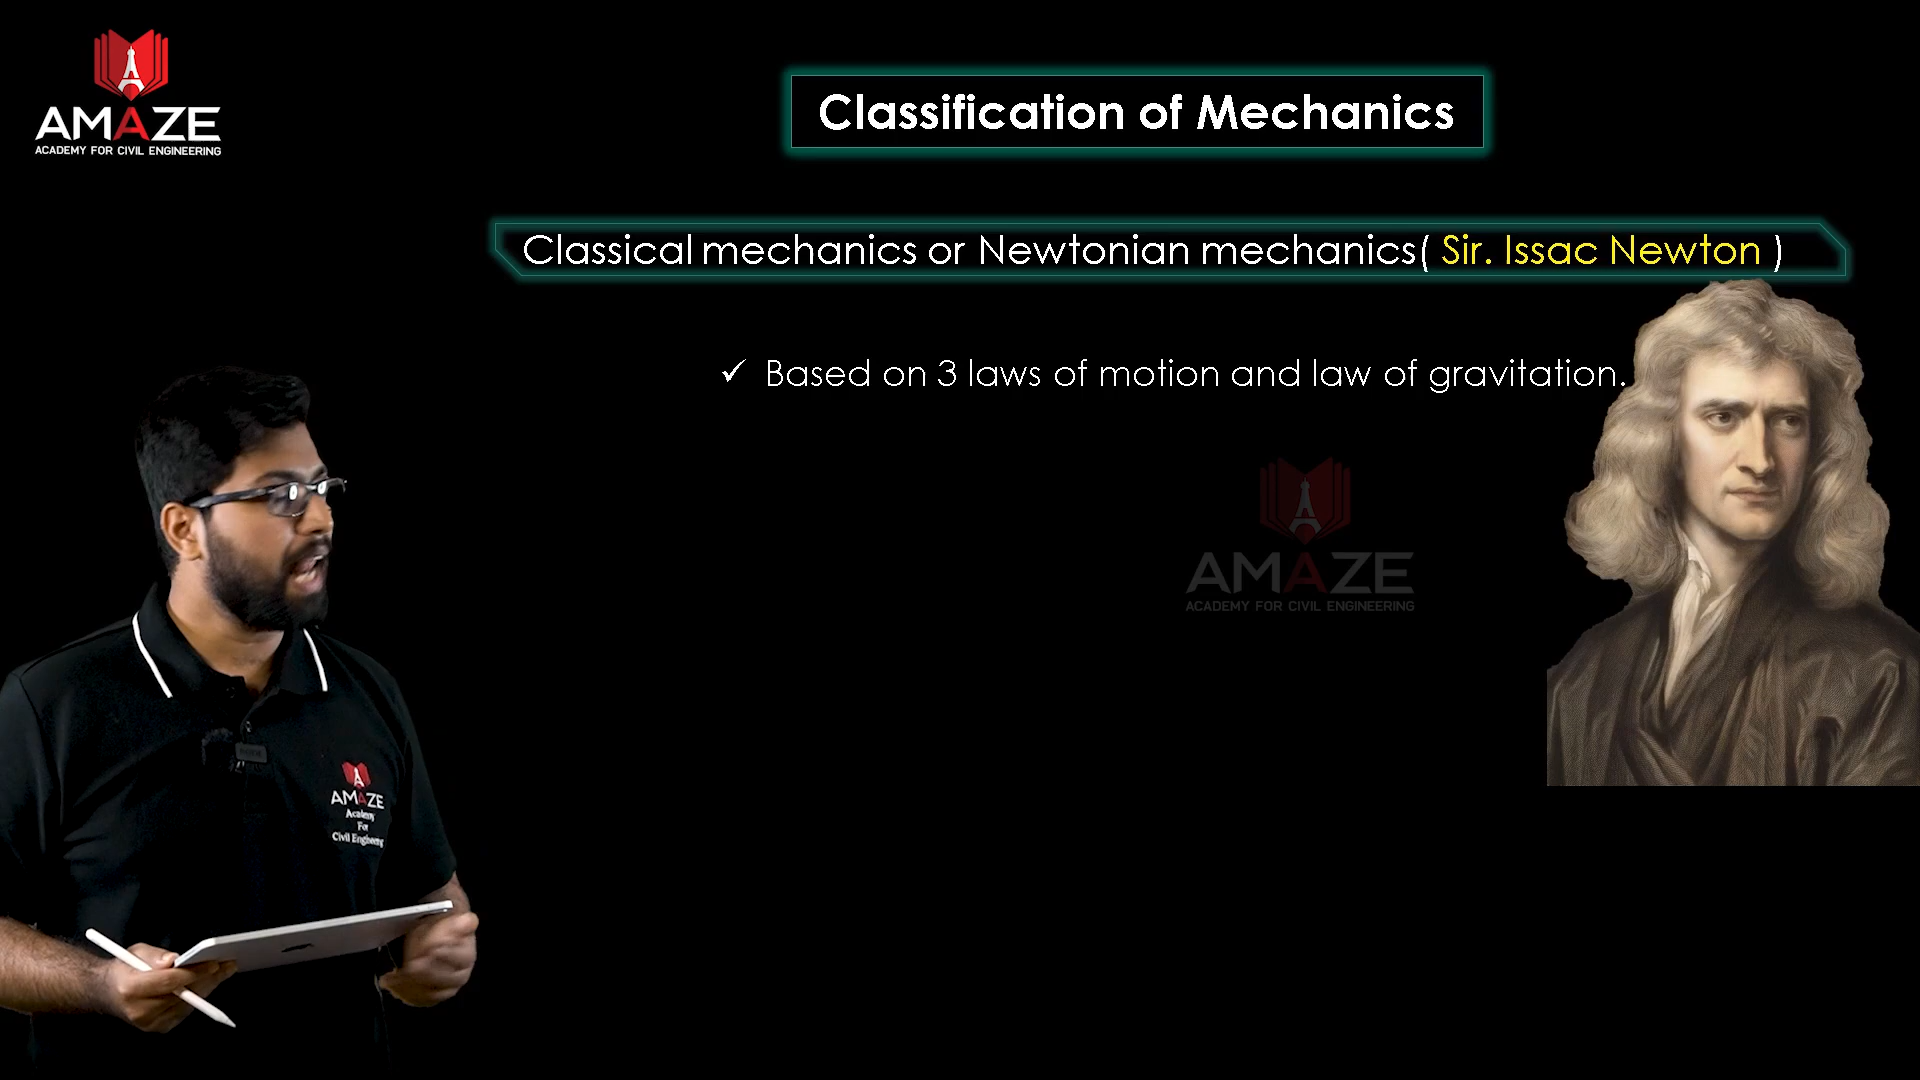 AMAZE
ACADEMY FOR CIVIL ENGINEERING
Classification of Mechanics
Classical mechanics or Newtonian mechanics( Sir. Issac Newton )
✓ Based on 3 laws of motion and law of gravitation.
AMAZE
ACADEMY FOR CIVIL ENGINEERING
AMAZE
Academy
For
Civil Engineering